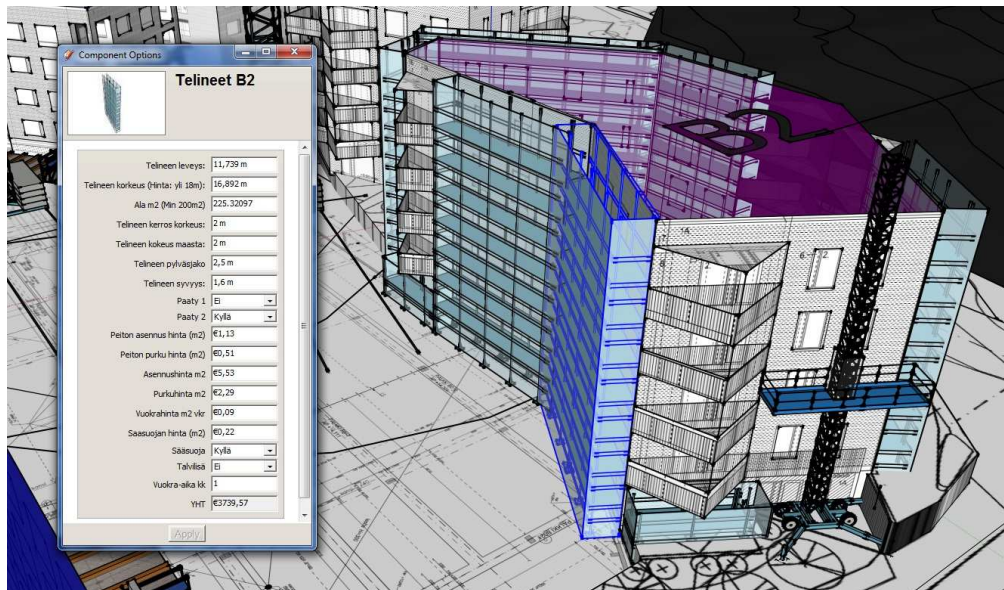 Component Options
Telineet B2
Telineen leveys: 11,739 m
Telineen korkeus (Hinta: yli 18m): 16,892 m
Ala m2 (Min 200m2) 225.32097
Telineen kerros korkeus: 2 m
Telineen kokeus maasta: 2 m
Telineen pylväsjako 2,5 m
Telineen syvyys: 1,6 m
Paaty 1 Ei
Paaty 2 Kyllä
Peiton asennus hinta (m2) €1,13
Peiton purku hinta (m2) €0,51
Asennushinta m2 €5,53
Purkuhinta m2 €2,29
Vuokrahinta m2 vkr €0,09
Saasuojan hinta (m2) €0,22
Sääsuoja Kyllä
Talvilisä Ei
Vuokra-aika kk 1
YHT €3739,57
Apply
B2